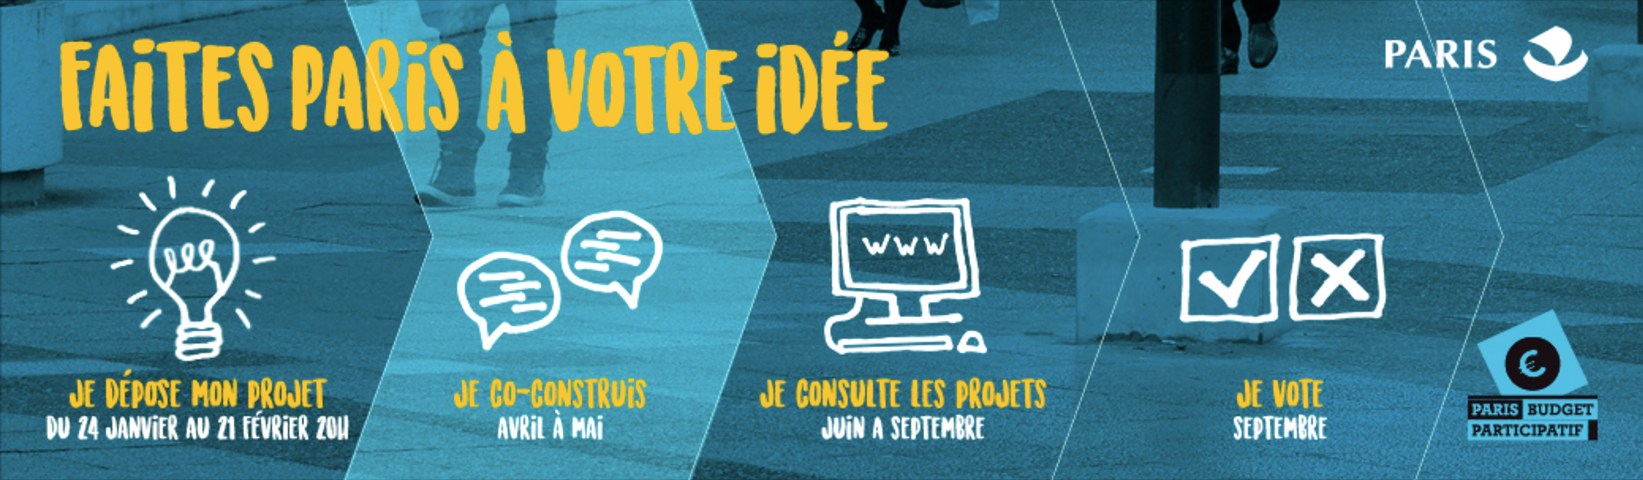 FAITES PARIS À VOTRE IDÉE
PARIS
WWW
JE DÉPOSE MON PROJET
DU 24 JANVIER AU 21 FÉVRIER 20H
JE CO-CONSTRUIS
AVRIL À MAI
JE CONSULTE LES PROJETS
JUIN A SEPTEMBRE
JE VOTE
SEPTEMBRE
€
PARIS BUDGET
PARTICIPATIF